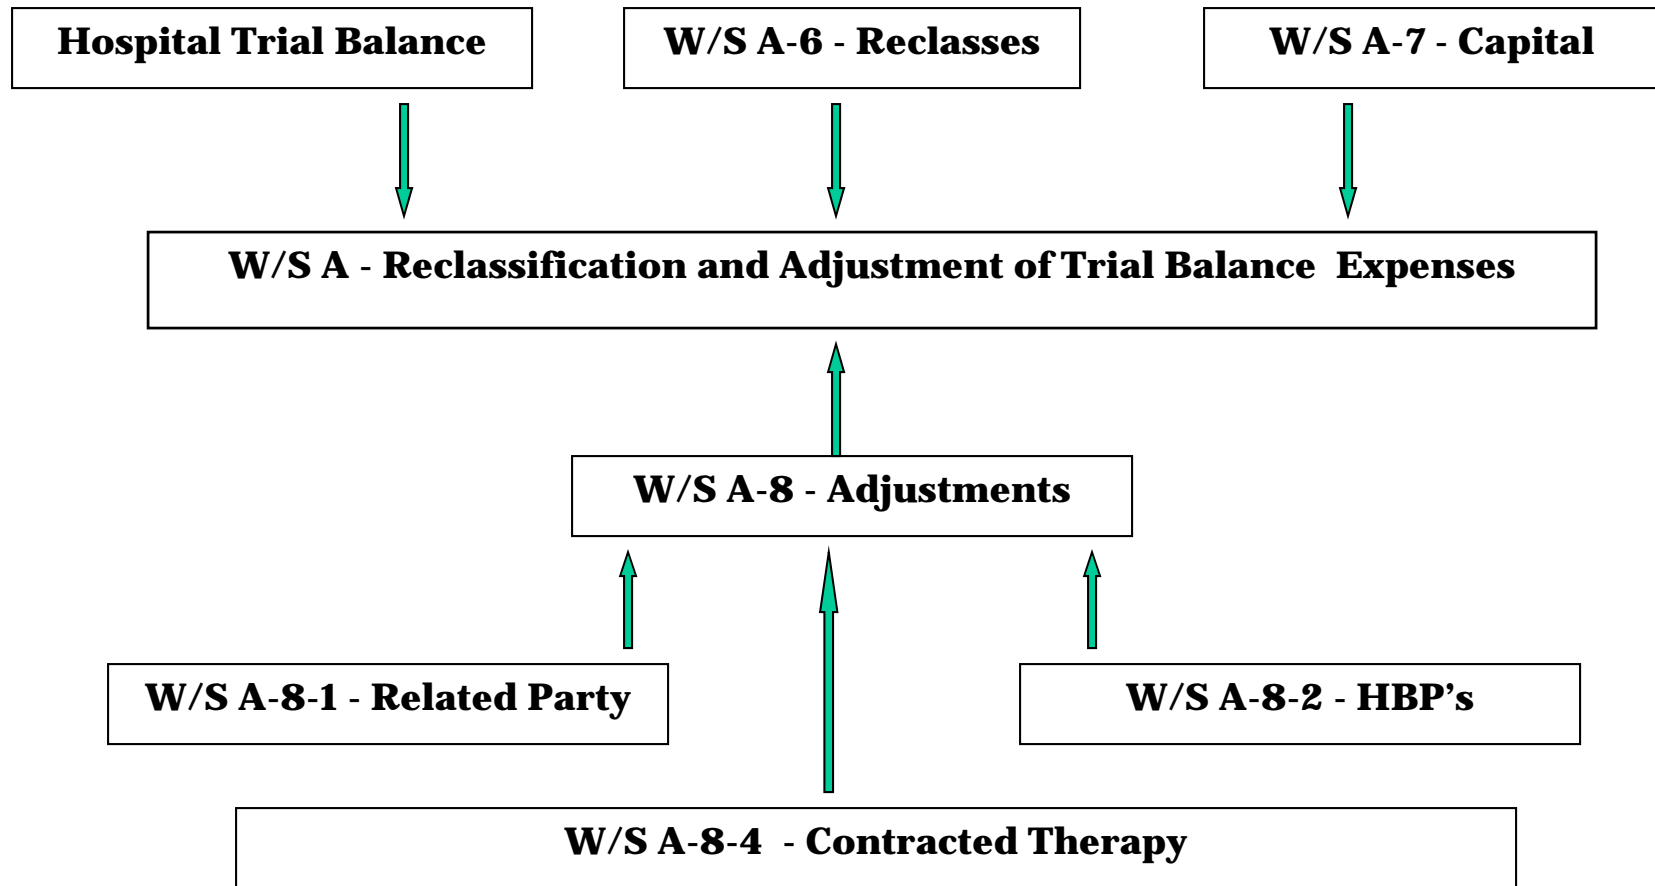 Hospital Trial Balance
W/S A-6 - Reclasses
W/S A-7 - Capital
W/S A - Reclassification and Adjustment of Trial Balance  Expenses
W/S A-8 - Adjustments
W/S A-8-1 - Related Party
W/S A-8-2 - HBP’s
W/S A-8-4  - Contracted Therapy